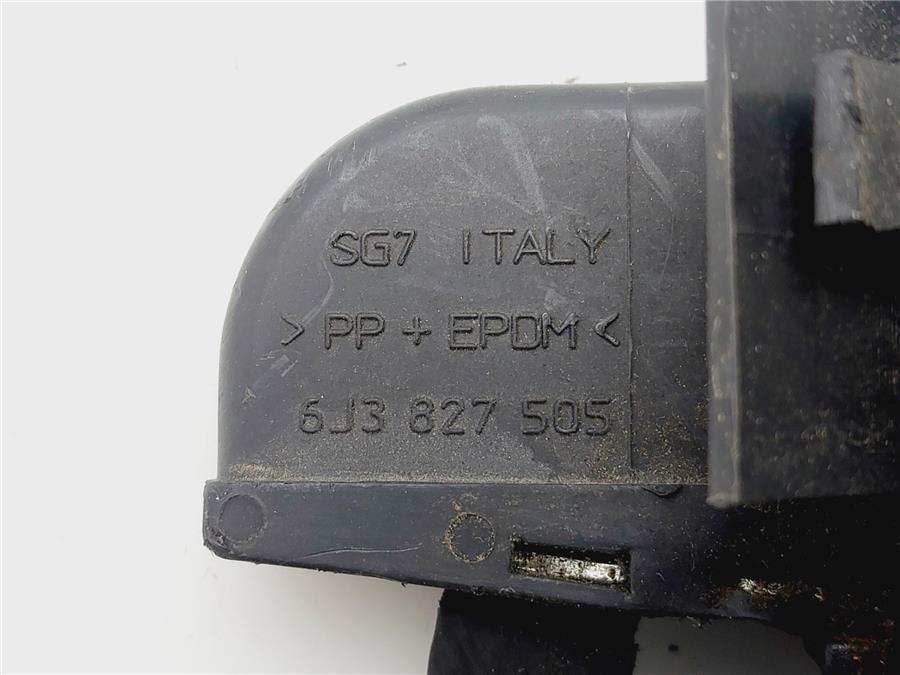 SG7 ITALY
> PP + EPDM <
6J3 827 505